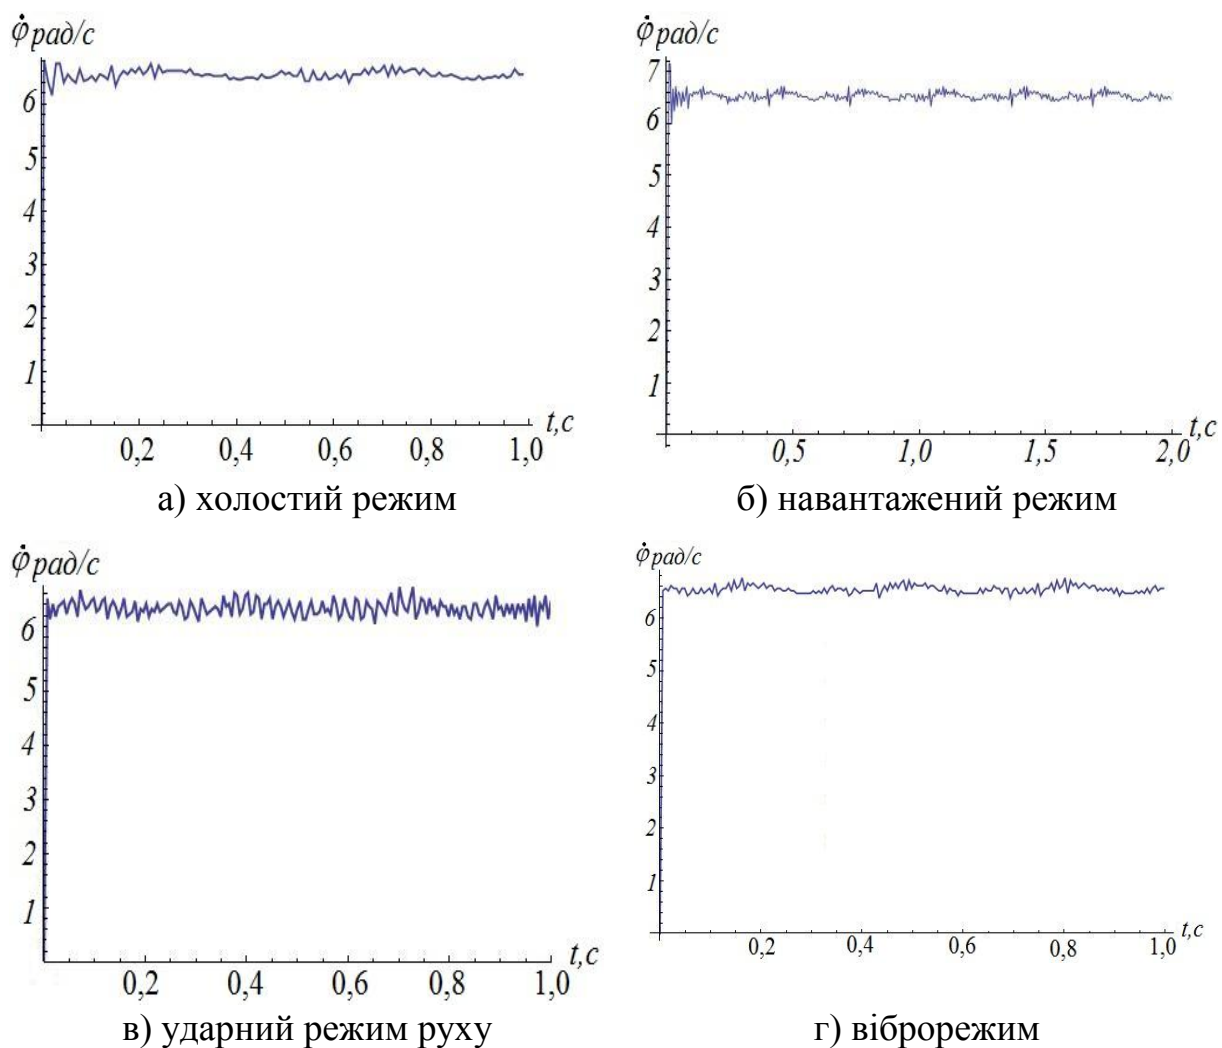 φ̇ рад/с
6
5
4
3
2
1
0,2 0,4 0,6 0,8 1,0
t,c
а) холостий режим
φ̇ рад/с
7
6
5
4
3
2
1
0,5 1,0 1,5 2,0
t,c
б) навантажений режим
φ̇ рад/с
6
5
4
3
2
1
0,2 0,4 0,6 0,8 1,0
t,c
в) ударний режим руху
φ̇ рад/с
6
5
4
3
2
1
0,2 0,4 0,6 0,8 1,0
t,c
г) віброрежим